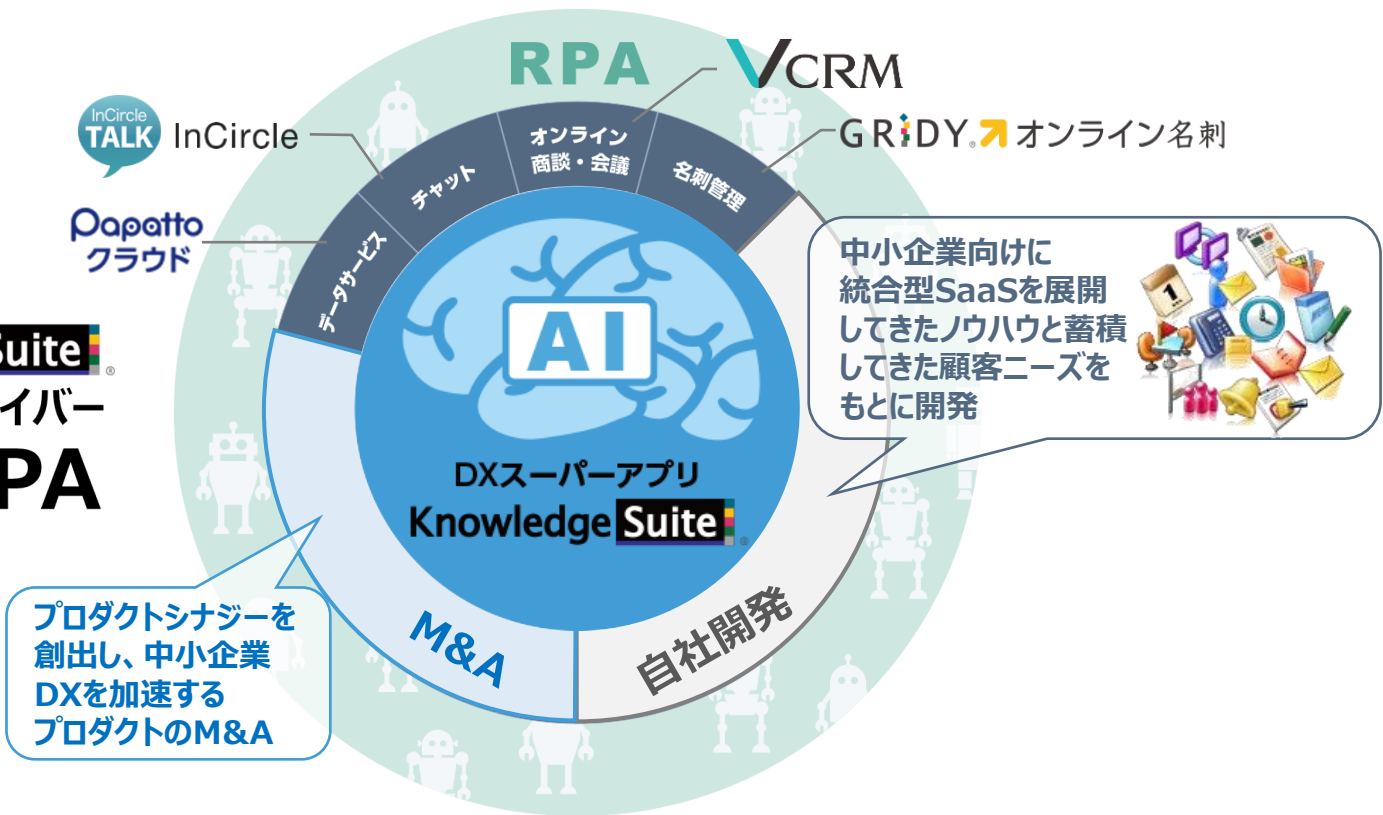 RPA
VCRM
InCircle
TALK
InCircle
GRiDY オンライン名刺
オンライン
商談・会議
チャット
名刺管理
データサービス
Papatto
クラウド
中小企業向けに
統合型SaaSを展開
してきたノウハウと蓄積
してきた顧客ニーズを
もとに開発
1
AI
Suite
イバー
PA
DXスーパーアプリ
Knowledge Suite
M&A
自社開発
プロダクトシナジーを
創出し、中小企業
DXを加速する
プロダクトのM&A